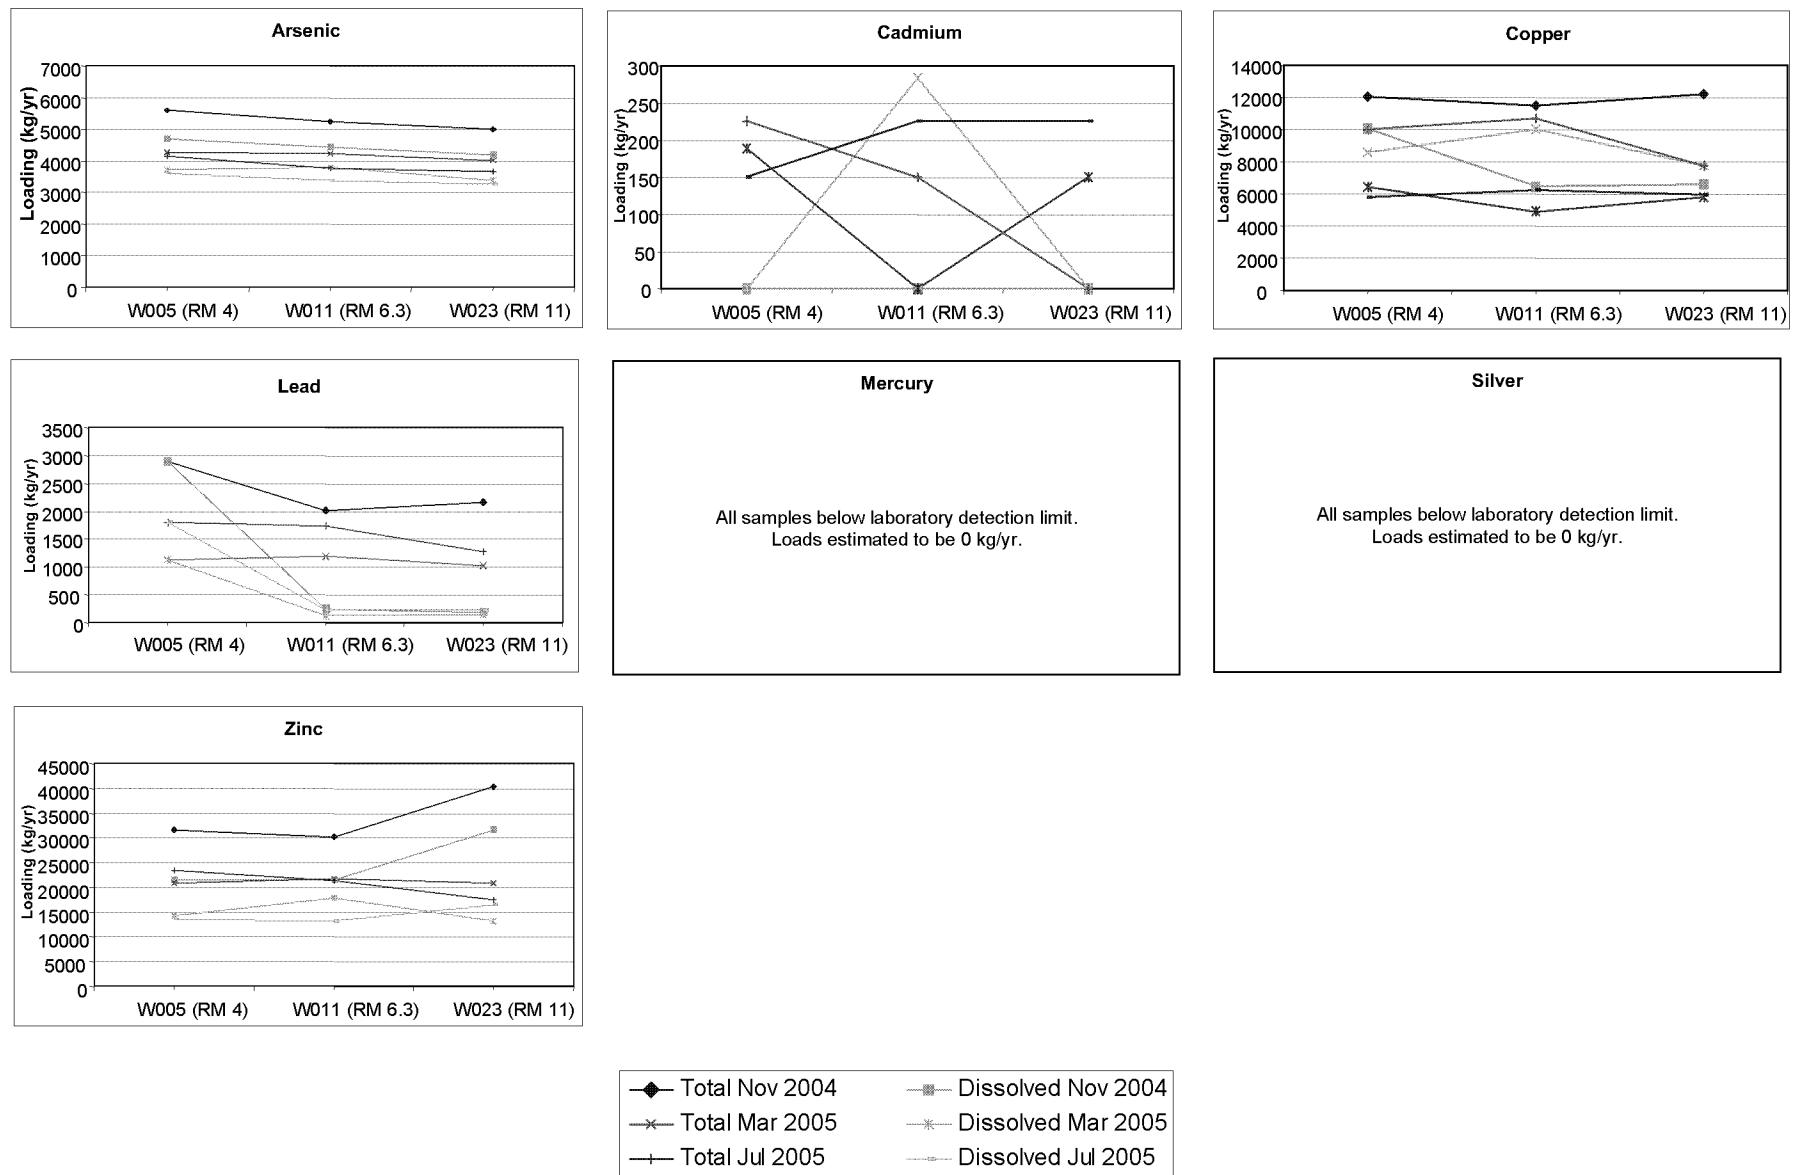 Arsenic
Loading (kg/yr)
7000
6000
5000
4000
3000
2000
1000
0
W005 (RM 4) W011 (RM 6.3) W023 (RM 11)
Cadmium
Loading (kg/yr)
300
250
200
150
100
50
0
W005 (RM 4) W011 (RM 6.3) W023 (RM 11)
Copper
Loading (kg/yr)
14000
12000
10000
8000
6000
4000
2000
0
W005 (RM 4) W011 (RM 6.3) W023 (RM 11)
Lead
Loading (kg/yr)
3500
3000
2500
2000
1500
1000
500
0
W005 (RM 4) W011 (RM 6.3) W023 (RM 11)
Mercury
All samples below laboratory detection limit.
Loads estimated to be 0 kg/yr.
Silver
All samples below laboratory detection limit.
Loads estimated to be 0 kg/yr.
Zinc
Loading (kg/yr)
45000
40000
35000
30000
25000
20000
15000
10000
5000
0
W005 (RM 4) W011 (RM 6.3) W023 (RM 11)
Total Nov 2004 Dissolved Nov 2004
Total Mar 2005 Dissolved Mar 2005
Total Jul 2005 Dissolved Jul 2005